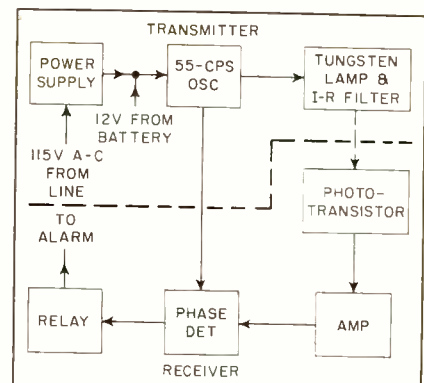 TRANSMITTER
POWER
SUPPLY
55-CPS
OSC
TUNGSTEN
LAMP &
I-R FILTER
12V FROM
BATTERY
115V A-C
FROM
LINE
PHOTO-
TRANSISTOR
TO
ALARM
RELAY
PHASE
DET
AMP
RECEIVER